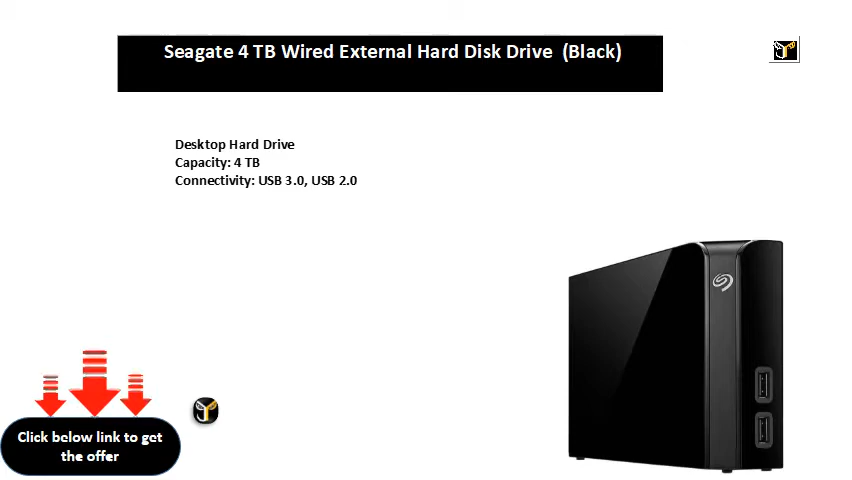 Seagate 4 TB Wired External Hard Disk Drive  (Black)
Desktop Hard Drive
Capacity: 4 TB
Connectivity: USB 3.0, USB 2.0
Click below link to get
the offer